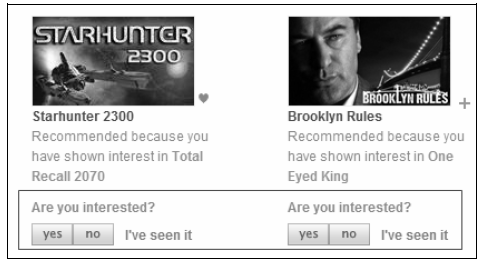 STARHUNTER
2300
Starhunter 2300
Recommended because you
have shown interest in Total
Recall 2070
Are you interested?
yes no I've seen it
BROOKLYN RULES
Brooklyn Rules
Recommended because you
have shown interest in One
Eyed King
Are you interested?
yes no I've seen it